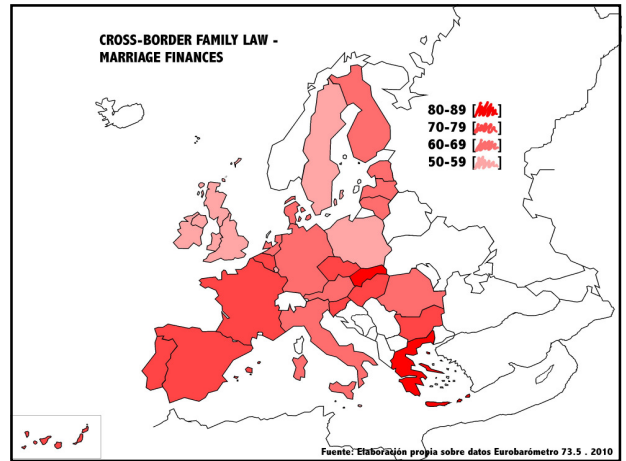 CROSS-BORDER FAMILY LAW -
MARRIAGE FINANCES
80-89 [ ]
70-79 [ ]
60-69 [ ]
50-59 [ ]
Fuente: Elaboración propia sobre datos Eurobarómetro 73.5 . 2010